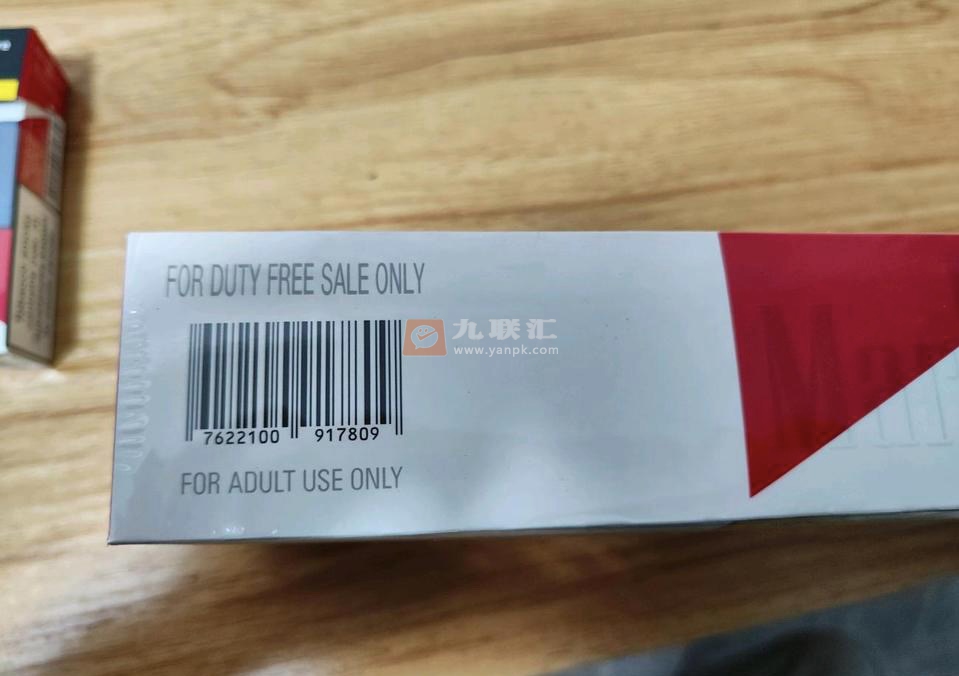 FOR DUTY FREE SALE ONLY
7622100 917809
九联汇
www.yanpk.com
FOR ADULT USE ONLY